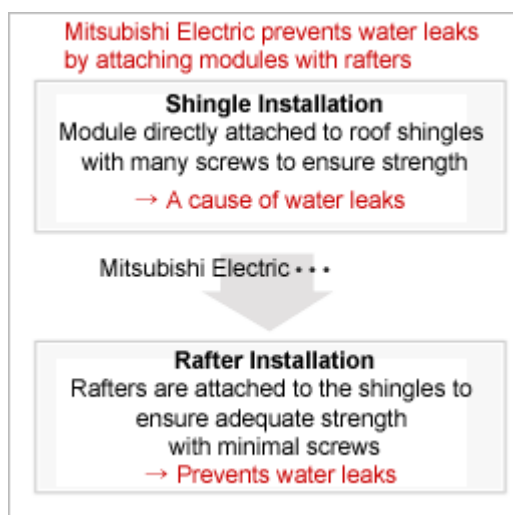 Mitsubishi Electric prevents water leaks
by attaching modules with rafters
Shingle Installation
Module directly attached to roof shingles
with many screws to ensure strength
→ A cause of water leaks
Mitsubishi Electric・・・
Rafter Installation
Rafters are attached to the shingles to
ensure adequate strength
with minimal screws
→ Prevents water leaks